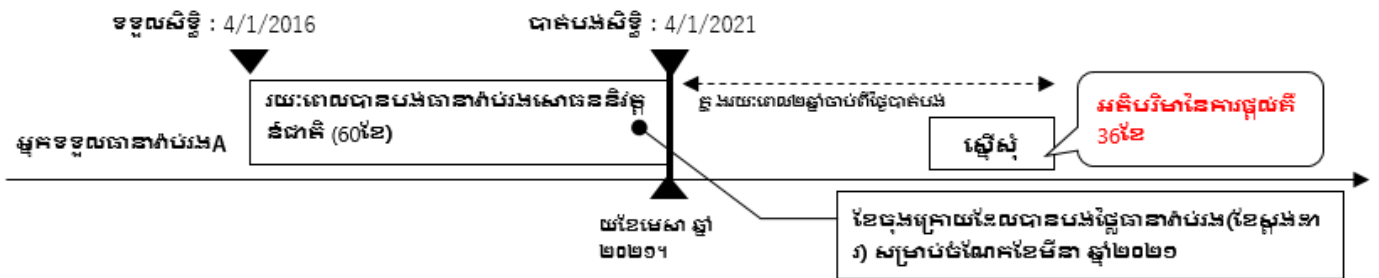 ទទួលសិទ្ធិ : 4/1/2016
បាត់បង់សិទ្ធិ : 4/1/2021
រយៈពេលបានបង់ធានារ៉ាប់រងសោធននិវត្ត
ន៍ជាតិ (60ខែ)
ក្នុងរយៈពេល២ឆ្នាំចាប់ពីថ្ងៃបាត់បង់
អតិបរិមានៃការផ្តល់គឺ
36ខែ
អ្នកទទួលធានារ៉ាប់រងA
ស្នើសុំ
យខែមេសា ឆ្នាំ
២០២១។
ខែចុងក្រោយដែលបានបង់ថ្លៃធានារ៉ាប់រង(ខែស្តង់ដា
រ) សម្រាប់ចំណែកខែមីនា ឆ្នាំ២០២១